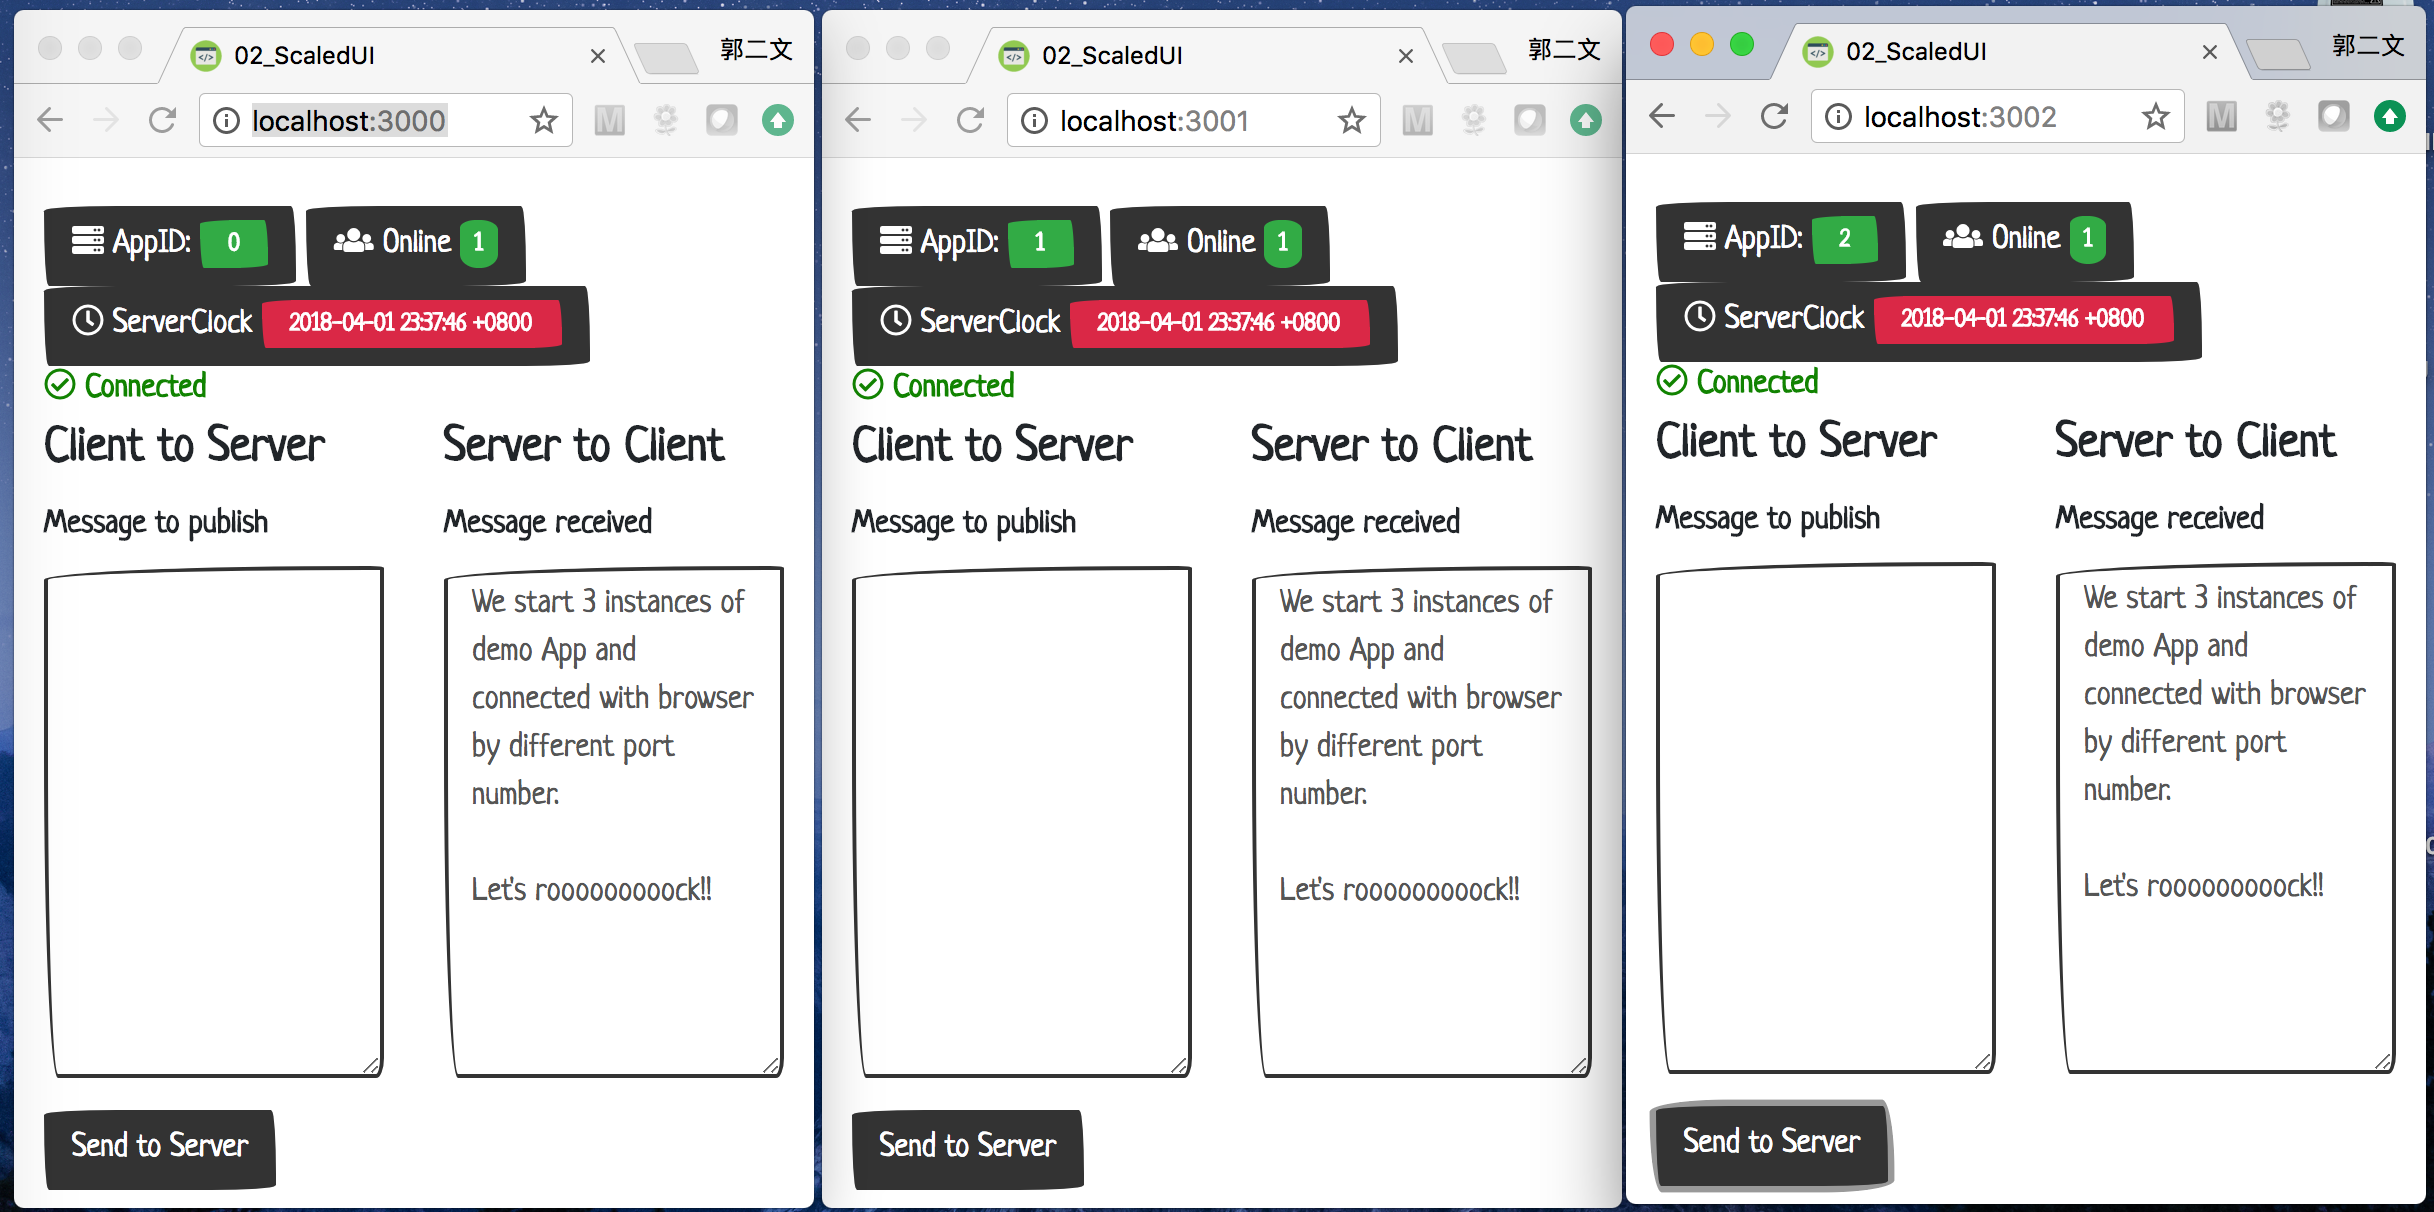 02_ScaledUI
郭二文
localhost:3000
M
AppID: 0
Online 1
ServerClock 2018-04-01 23:37:46 +0800
Connected
Client to Server
Server to Client
Message to publish
Message received
We start 3 instances of
demo App and
connected with browser
by different port
number.
Let's rooooooooock!!
Send to Server
02_ScaledUI
郭二文
localhost:3001
M
AppID: 1
Online 1
ServerClock 2018-04-01 23:37:46 +0800
Connected
Client to Server
Server to Client
Message to publish
Message received
We start 3 instances of
demo App and
connected with browser
by different port
number.
Let's rooooooooock!!
Send to Server
02_ScaledUI
郭二文
localhost:3002
M
AppID: 2
Online 1
ServerClock 2018-04-01 23:37:46 +0800
Connected
Client to Server
Server to Client
Message to publish
Message received
We start 3 instances of
demo App and
connected with browser
by different port
number.
Let's rooooooooock!!
Send to Server